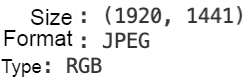 Size : (1920, 1441)
Format : JPEG
Type: RGB